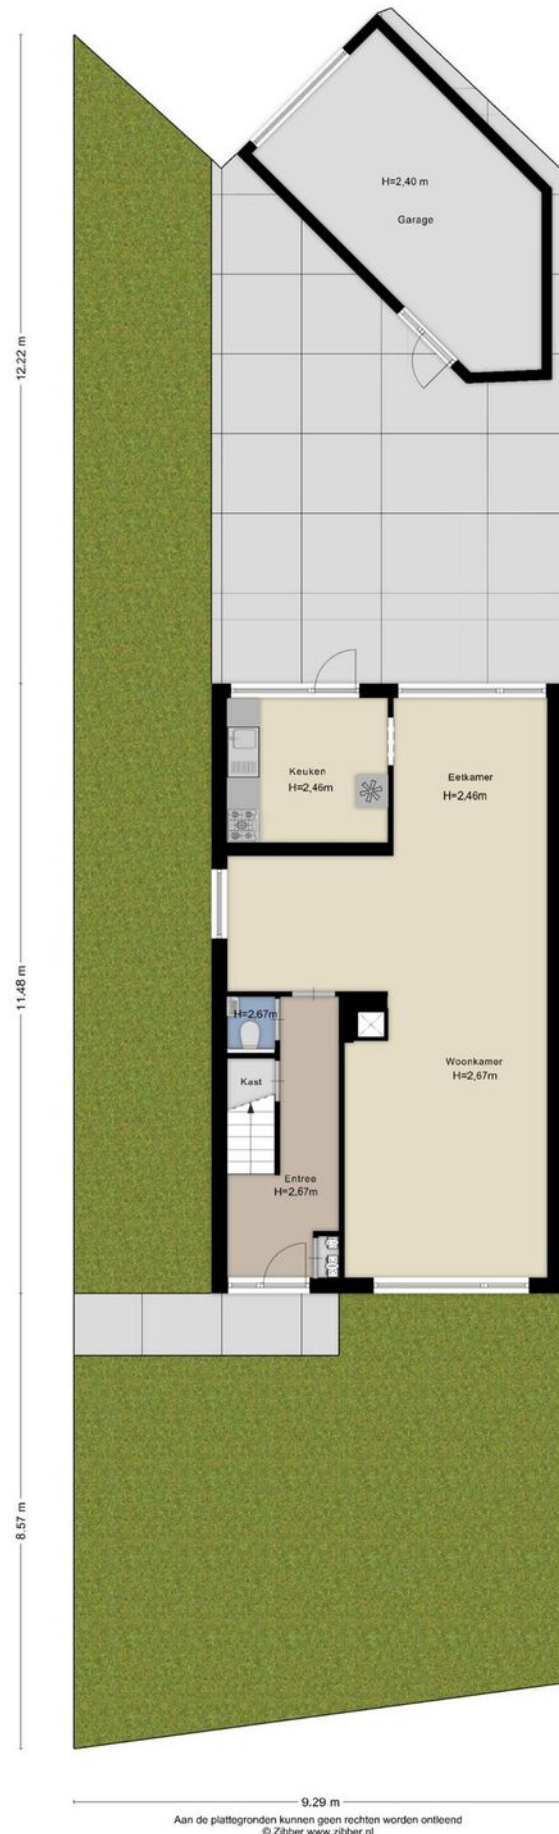 H=2,40 m
Garage
12.22 m
Keuken
H=2,46m
Eetkamer
H=2,46m
11.48 m
H=2,67m
Kast
Woonkamer
H=2,67m
Entree
H=2,67m
8.57 m
9.29 m
Aan de plattegronden kunnen geen rechten worden ontleend
© Zibber www.zibber.nl